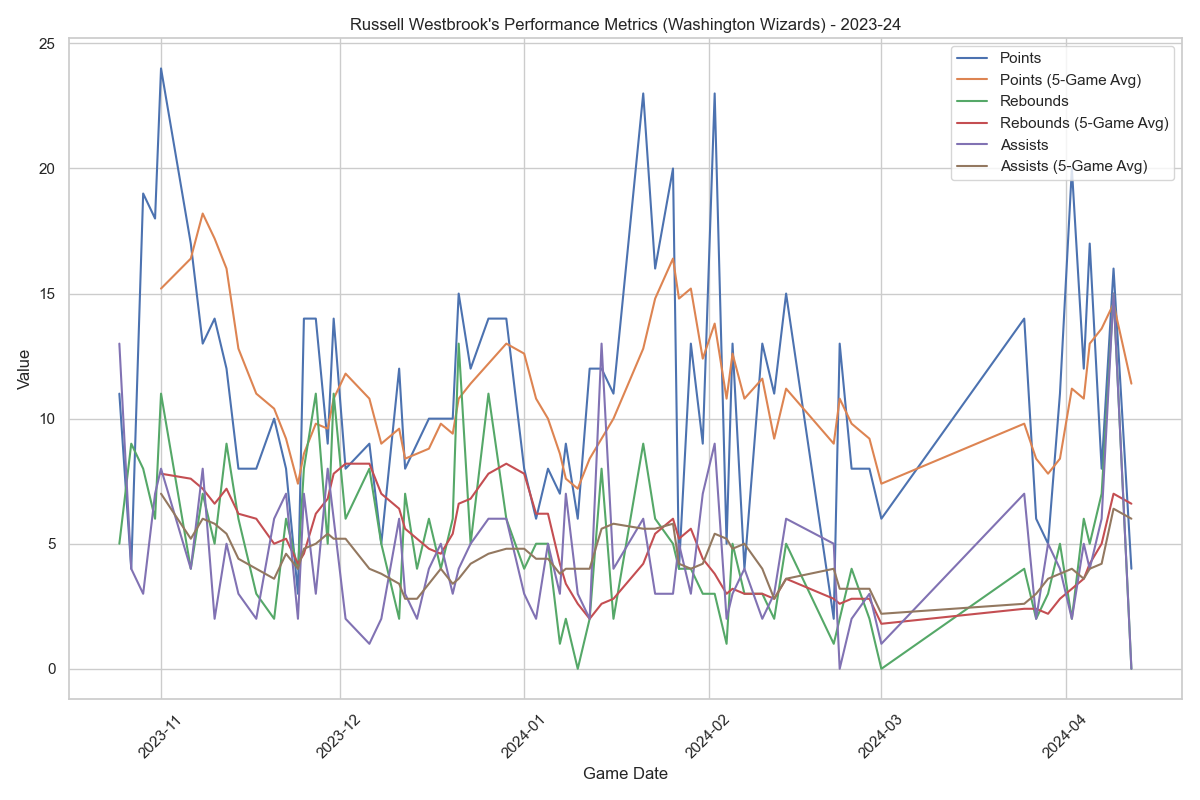 Russell Westbrook's Performance Metrics (Washington Wizards) - 2023-24
25
20
15
10
5
0
Value
Points
Points (5-Game Avg)
Rebounds
Rebounds (5-Game Avg)
Assists
Assists (5-Game Avg)
2023-11
2023-12
2024-01
2024-02
2024-03
2024-04
Game Date